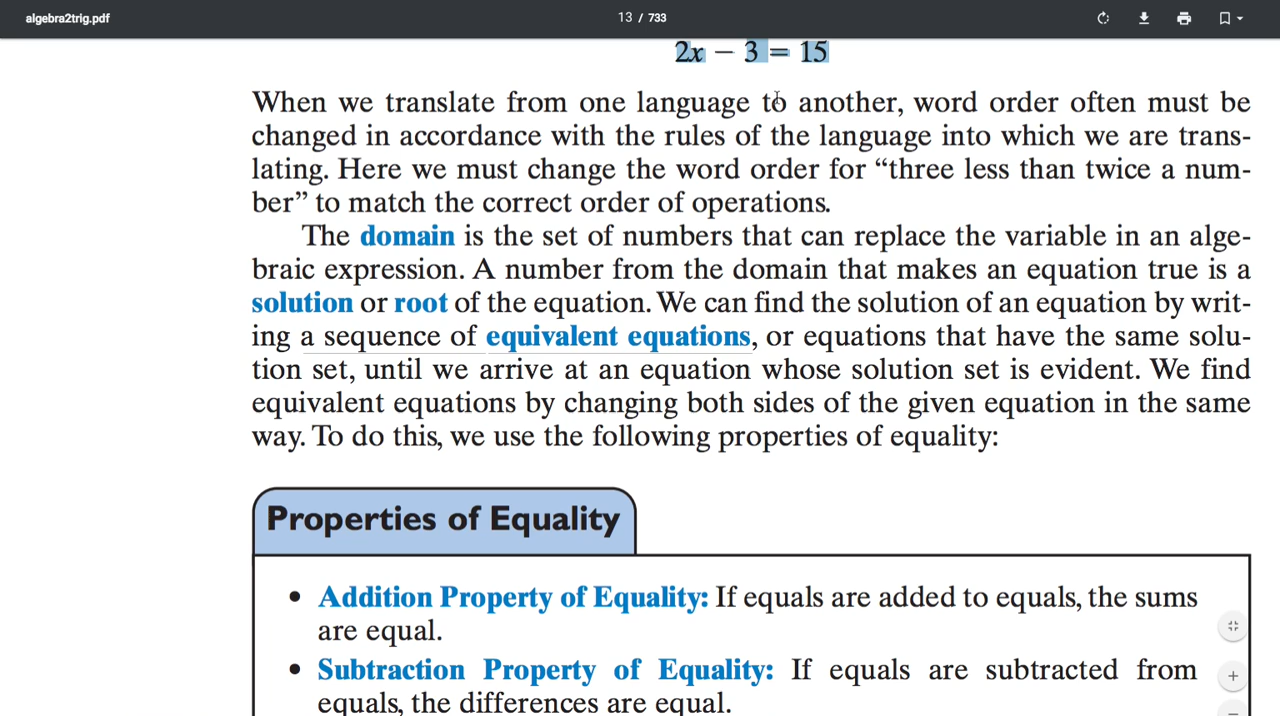 algebra2trig.pdf
13 / 733
2x − 3 = 15
When we translate from one language to another, word order often must be
changed in accordance with the rules of the language into which we are trans-
lating. Here we must change the word order for “three less than twice a num-
ber” to match the correct order of operations.
The domain is the set of numbers that can replace the variable in an alge-
braic expression. A number from the domain that makes an equation true is a
solution or root of the equation. We can find the solution of an equation by writ-
ing a sequence of equivalent equations, or equations that have the same solu-
tion set, until we arrive at an equation whose solution set is evident. We find
equivalent equations by changing both sides of the given equation in the same
way. To do this, we use the following properties of equality:
Properties of Equality
• Addition Property of Equality: If equals are added to equals, the sums
are equal.
• Subtraction Property of Equality: If equals are subtracted from
equals, the differences are equal.